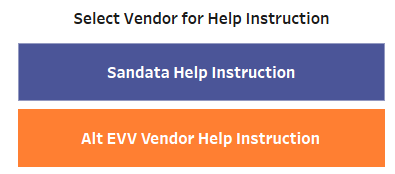 Select Vendor for Help Instruction
Sandata Help Instruction
Alt EVV Vendor Help Instruction